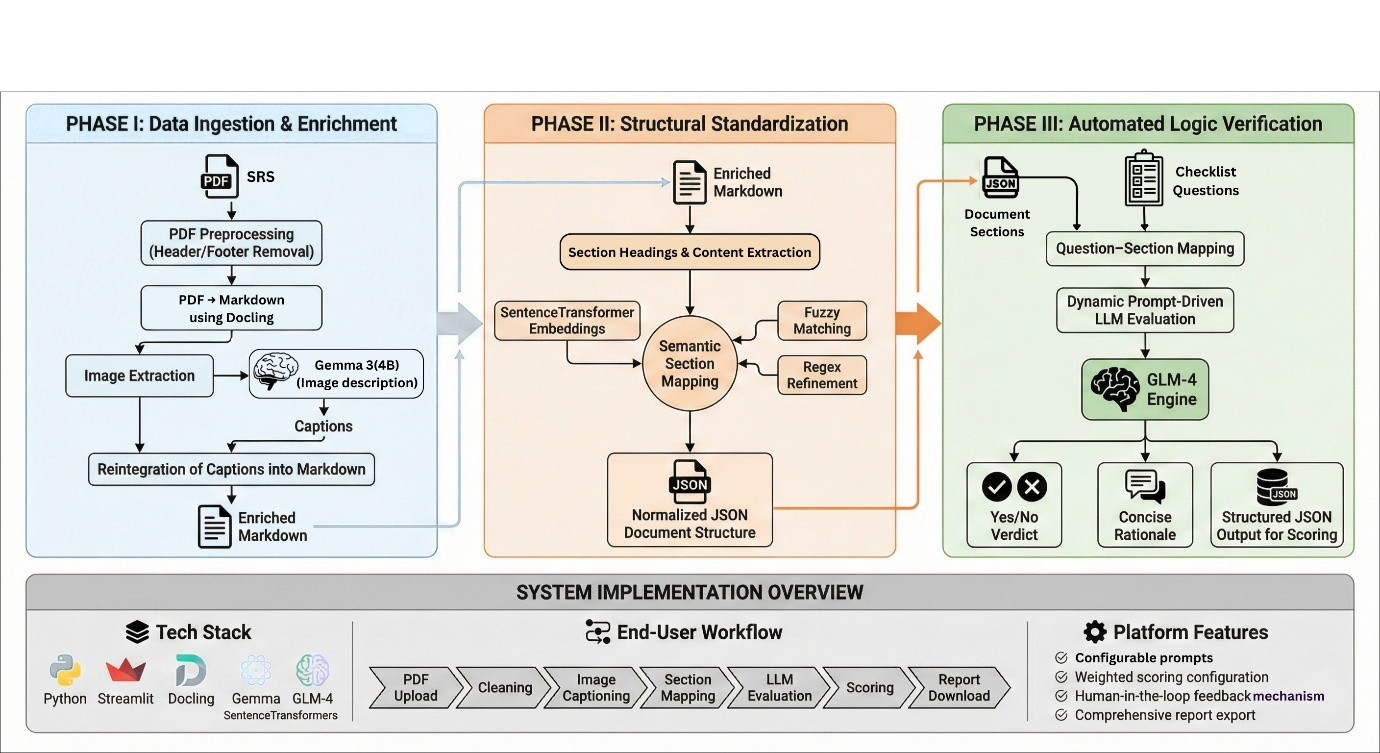 PHASE I: Data Ingestion & Enrichment
PDF
SRS
PDF Preprocessing
(Header/Footer Removal)
PDF → Markdown
using Docling
Image Extraction
Gemma 3(4B)
(Image description)
Captions
Reintegration of Captions into Markdown
Enriched
Markdown
PHASE II: Structural Standardization
Enriched
Markdown
Section Headings & Content Extraction
SentenceTransformer
Embeddings
Fuzzy
Matching
Semantic
Section
Mapping
Regex
Refinement
JSON
Normalized JSON
Document Structure
PHASE III: Automated Logic Verification
JSON
Document
Sections
Checklist
Questions
Question–Section Mapping
Dynamic Prompt-Driven
LLM Evaluation
GLM-4
Engine
Yes/No
Verdict
Concise
Rationale
JSON
Structured JSON
Output for Scoring
SYSTEM IMPLEMENTATION OVERVIEW
Tech Stack
Python
Streamlit
Docling
Gemma
GLM-4
SentenceTransformers
End-User Workflow
PDF
Upload
Cleaning
Image
Captioning
Section
Mapping
LLM
Evaluation
Scoring
Report
Download
Platform Features
Configurable prompts
Weighted scoring configuration
Human-in-the-loop feedback mechanism
Comprehensive report export